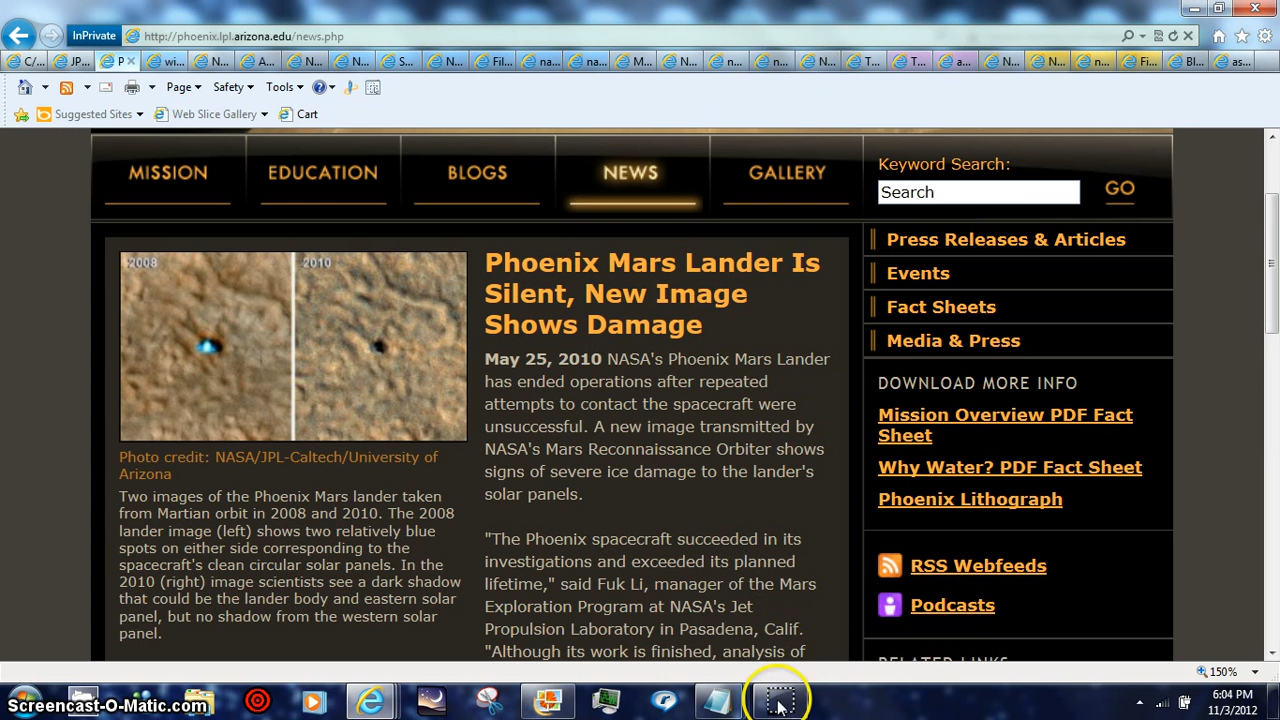 InPrivate
http://phoenix.lpl.arizona.edu/news.php
C/ JP... P wi... N... A... N... N... S... N... Fil... na... na... M... N... n... n... N... T... T... a... N... N... n... Fi... Bl... as...
Page Safety Tools
Suggested Sites Web Slice Gallery Cart
MISSION EDUCATION BLOGS NEWS GALLERY
Keyword Search:
Search GO
2008 2010
Photo credit: NASA/JPL-Caltech/University of
Arizona
Two images of the Phoenix Mars lander taken
from Martian orbit in 2008 and 2010. The 2008
lander image (left) shows two relatively blue
spots on either side corresponding to the
spacecraft's clean circular solar panels. In the
2010 (right) image scientists see a dark shadow
that could be the lander body and eastern solar
panel, but no shadow from the western solar
panel.
Phoenix Mars Lander Is
Silent, New Image
Shows Damage
May 25, 2010 NASA's Phoenix Mars Lander
has ended operations after repeated
attempts to contact the spacecraft were
unsuccessful. A new image transmitted by
NASA's Mars Reconnaissance Orbiter shows
signs of severe ice damage to the lander's
solar panels.
"The Phoenix spacecraft succeeded in its
investigations and exceeded its planned
lifetime," said Fuk Li, manager of the Mars
Exploration Program at NASA's Jet
Propulsion Laboratory in Pasadena, Calif.
"Although its work is finished, analysis of
Press Releases & Articles
Events
Fact Sheets
Media & Press
DOWNLOAD MORE INFO
Mission Overview PDF Fact
Sheet
Why Water? PDF Fact Sheet
Phoenix Lithograph
RSS Webfeeds
Podcasts
RELATED LINKS
150%
Screencast-O-Matic.com
6:04 PM
11/3/2012